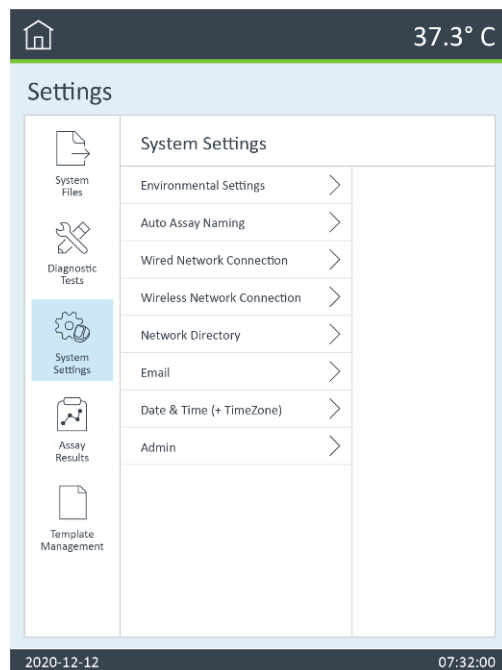 37.3° C
Settings
System
Files
Diagnostic
Tests
System
Settings
Assay
Results
Template
Management
System Settings
Environmental Settings
Auto Assay Naming
Wired Network Connection
Wireless Network Connection
Network Directory
Email
Date & Time (+ TimeZone)
Admin
2020-12-12
07:32:00